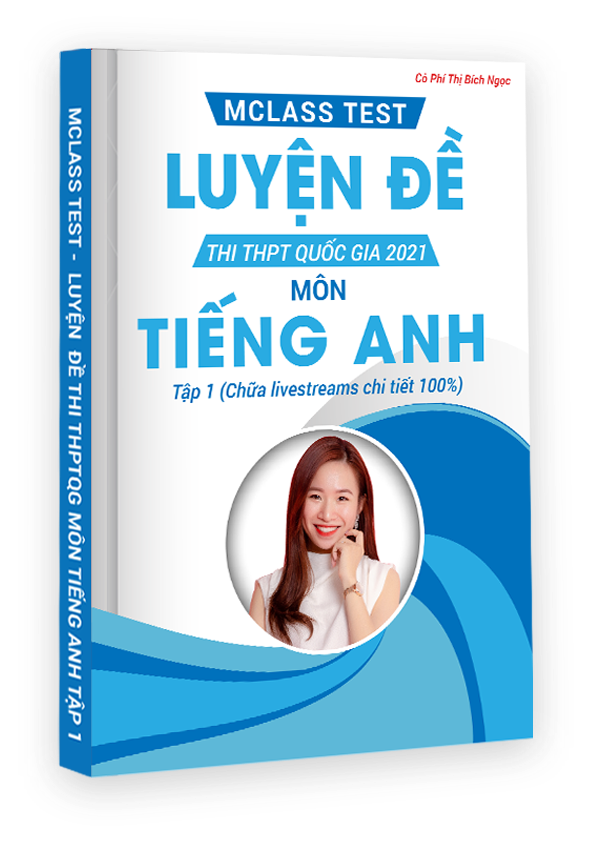 Cô Phí Thị Bích Ngọc
MCLASS TEST
LUYỆN ĐỀ
THI THPT QUỐC GIA 2021
MÔN
TIẾNG ANH
Tập 1 (Chữa livestreams chi tiết 100%)
MCLASS TEST - LUYỆN ĐỀ THI THPTQG MÔN TIẾNG ANH TẬP 1